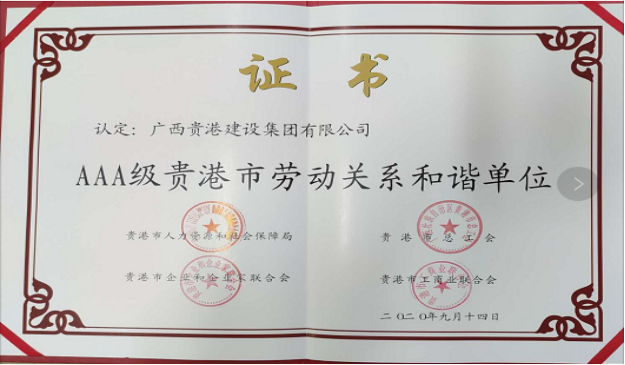 证书
认定：广西贵港建设集团有限公司
AAA级贵港市劳动关系和谐单位
贵港市人力资源和社会保障局
贵港市总工会
贵港市企业和企业家联合会
贵港市工商业联合会
二〇二〇年九月十四日